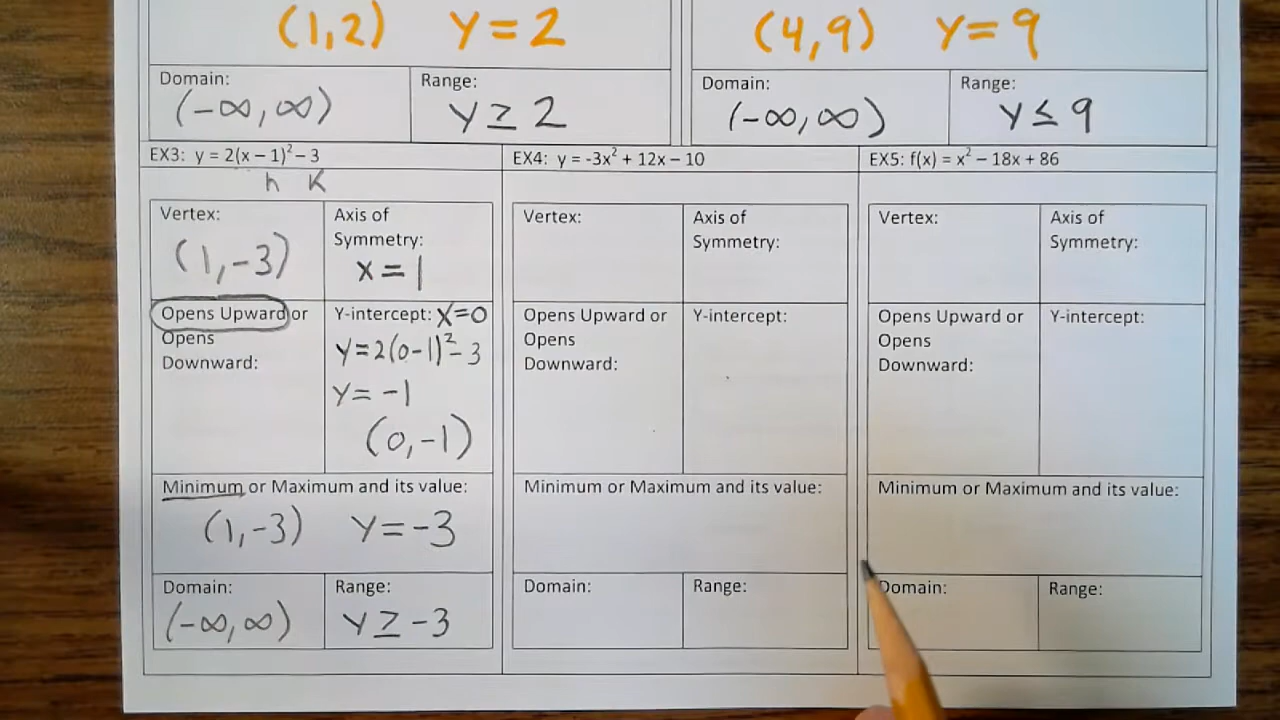 (1,2) y=2
(4,9) y=9
Domain:
(-∞,∞)
Range:
y ≥ 2
Domain:
(-∞,∞)
Range:
y ≤ 9
EX3: y = 2(x – 1)² – 3
h K
Vertex:
(1,-3)
Axis of
Symmetry:
x = 1
Opens Upward or
Opens
Downward:
Y-intercept: x=0
y=2(0-1)²-3
y= -1
(0,-1)
Minimum or Maximum and its value:
(1,-3) y=-3
Domain:
(-∞,∞)
Range:
y ≥ -3
EX4: y = -3x² + 12x – 10
Vertex:
Axis of
Symmetry:
Opens Upward or
Opens
Downward:
Y-intercept:
Minimum or Maximum and its value:
Domain:
Range:
EX5: f(x) = x² – 18x + 86
Vertex:
Axis of
Symmetry:
Opens Upward or
Opens
Downward:
Y-intercept:
Minimum or Maximum and its value:
Domain:
Range: